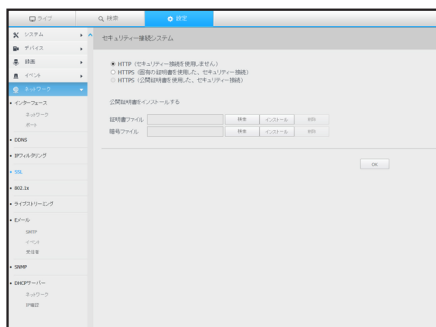 ライブ
検索
設定
システム
デバイス
録画
イベント
ネットワーク
インターフェース
ネットワーク
ポート
DDNS
IPフィルタリング
SSL
802.1x
ライブストリーミング
Eメール
SMTP
イベント
受信者
SNMP
DHCPサーバー
ネットワーク
IP確認
セキュリティー接続システム
HTTP (セキュリティー接続を使用しません)
HTTPS (固有の証明書を使用した、セキュリティー接続)
HTTPS (公開証明書を使用した、セキュリティー接続)
公開証明書をインストールする
証明書ファイル 検索 インストール 削除
暗号ファイル 検索 インストール 削除
OK